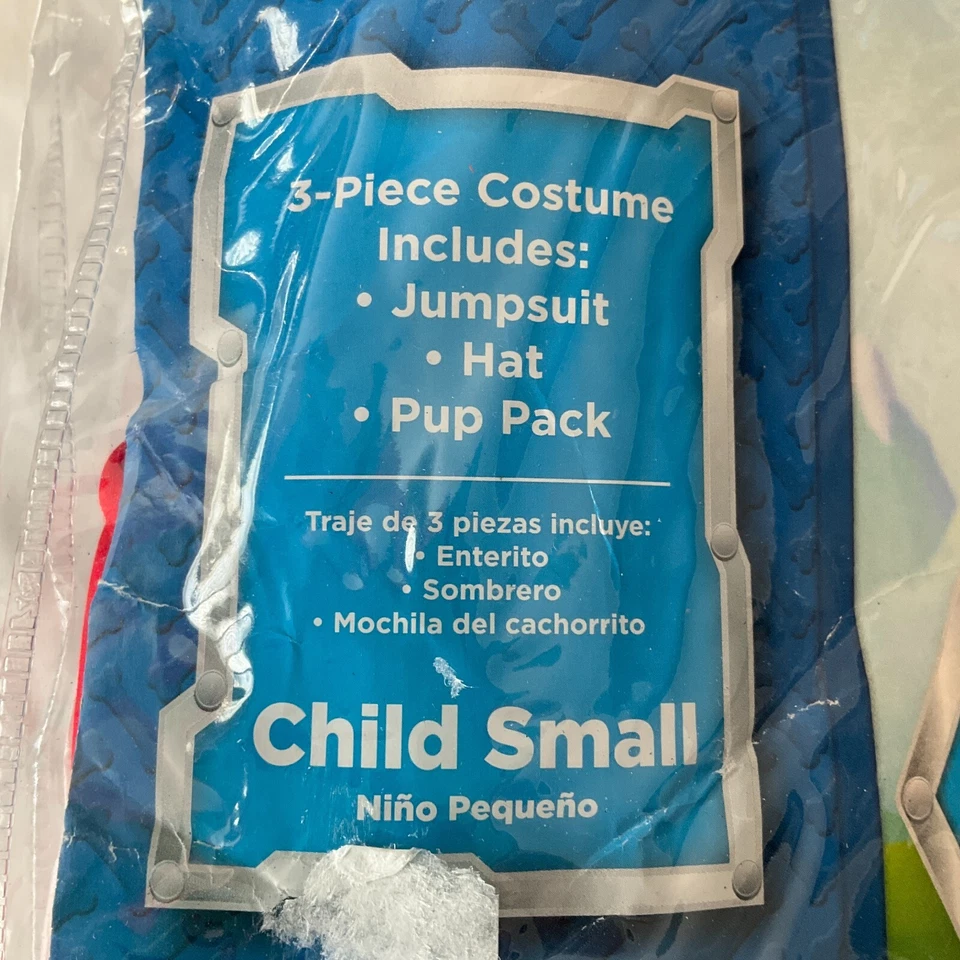 3-Piece Costume
Includes:
• Jumpsuit
• Hat
• Pup Pack
Traje de 3 piezas incluye:
• Enterito
• Sombrero
• Mochila del cachorrito
Child Small
Niño Pequeño